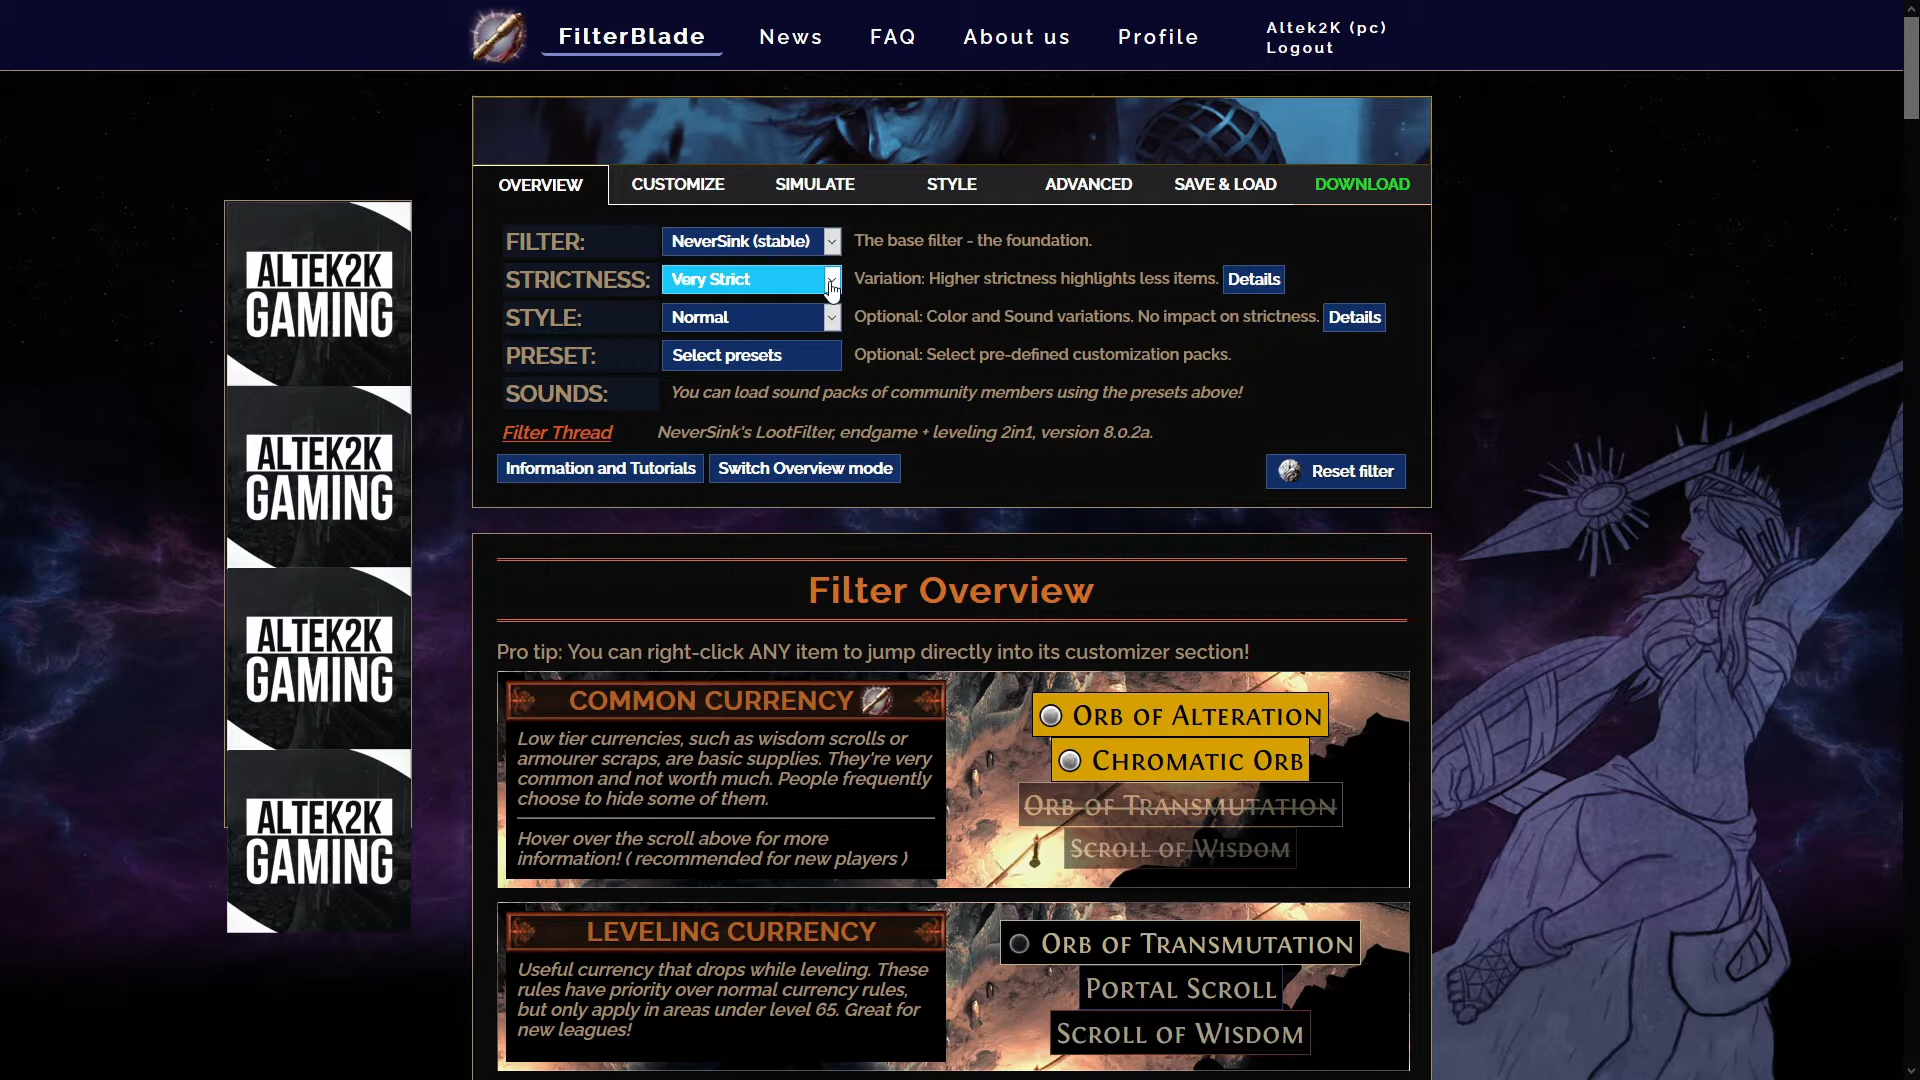 FilterBlade
News
FAQ
About us
Profile
Altek2K (pc)
Logout
OVERVIEW
CUSTOMIZE
SIMULATE
STYLE
ADVANCED
SAVE & LOAD
DOWNLOAD
FILTER:
NeverSink (stable)
The base filter - the foundation.
STRICTNESS:
Very Strict
Variation: Higher strictness highlights less items.
Details
STYLE:
Normal
Optional: Color and Sound variations. No impact on strictness.
Details
PRESET:
Select presets
Optional: Select pre-defined customization packs.
SOUNDS:
You can load sound packs of community members using the presets above!
Filter Thread
NeverSink's LootFilter, endgame + leveling 2in1, version 8.0.2a.
Information and Tutorials
Switch Overview mode
Reset filter
ALTEK2K
GAMING
ALTEK2K
GAMING
ALTEK2K
GAMING
ALTEK2K
GAMING
Filter Overview
Pro tip: You can right-click ANY item to jump directly into its customizer section!
COMMON CURRENCY
Low tier currencies, such as wisdom scrolls or
armourer scraps, are basic supplies. They're very
common and not worth much. People frequently
choose to hide some of them.
Hover over the scroll above for more
information! ( recommended for new players )
Orb of Alteration
Chromatic Orb
Orb of Transmutation
Scroll of Wisdom
LEVELING CURRENCY
Useful currency that drops while leveling. These
rules have priority over normal currency rules,
but only apply in areas under level 65. Great for
new leagues!
Orb of Transmutation
Portal Scroll
Scroll of Wisdom